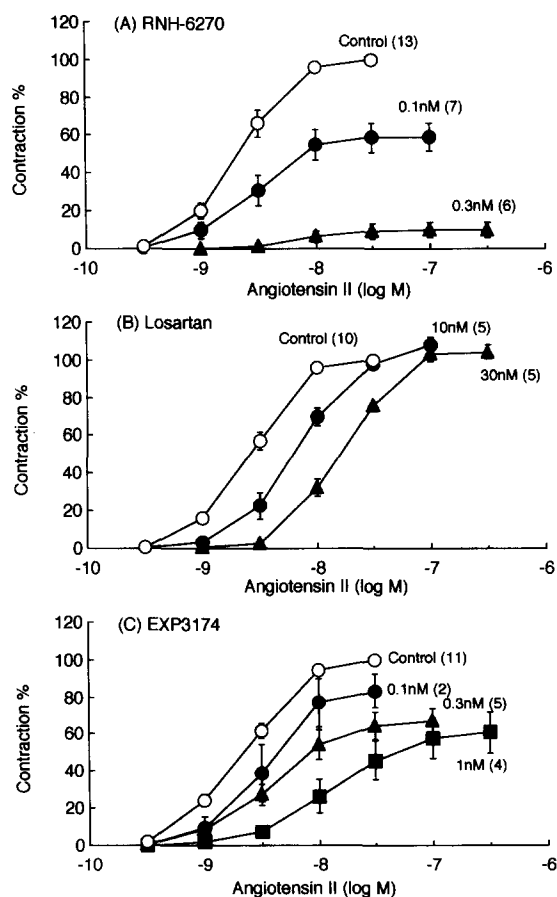 (A) RNH-6270
Control (13)
0.1nM (7)
0.3nM (6)
Contraction %
120
100
80
60
40
20
0
-10 -9 -8 -7 -6
Angiotensin II (log M)
(B) Losartan
Control (10)
10nM (5)
30nM (5)
Contraction %
120
100
80
60
40
20
0
-10 -9 -8 -7 -6
Angiotensin II (log M)
(C) EXP3174
Control (11)
0.1nM (2)
0.3nM (5)
1nM (4)
Contraction %
120
100
80
60
40
20
0
-10 -9 -8 -7 -6
Angiotensin II (log M)